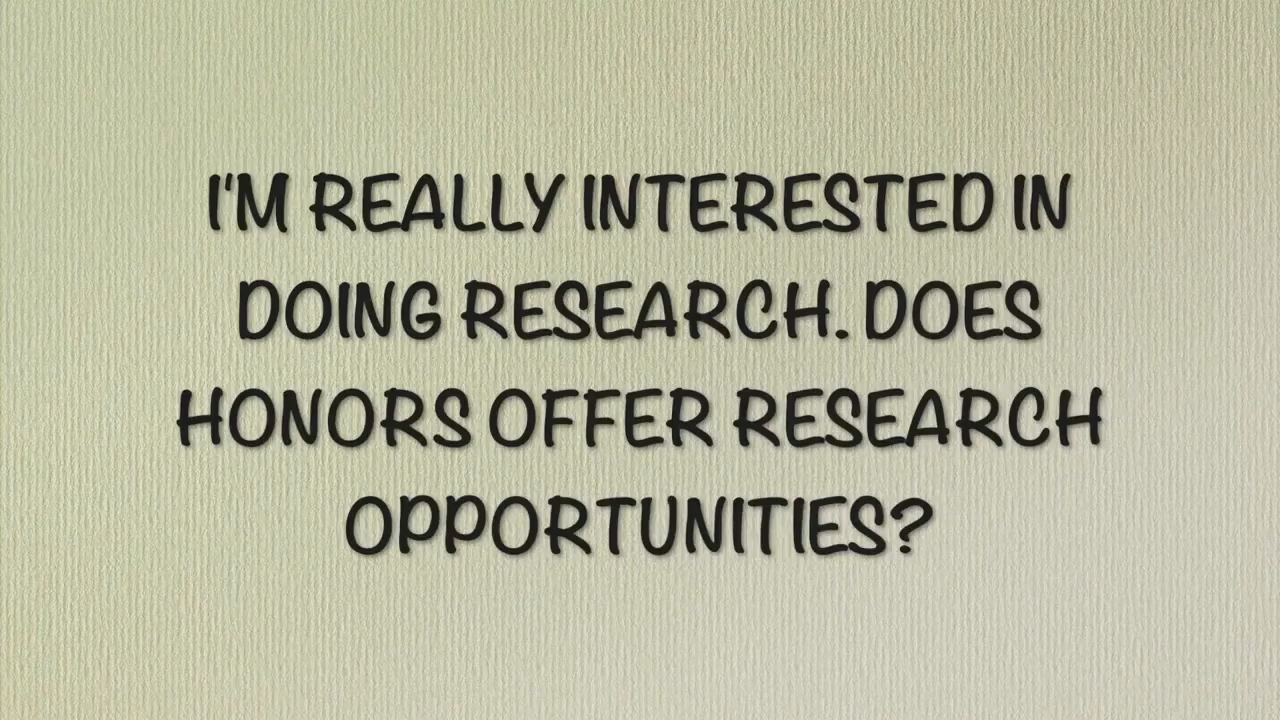 I'M REALLY INTERESTED IN
DOING RESEARCH. DOES
HONORS OFFER RESEARCH
OPPORTUNITIES?